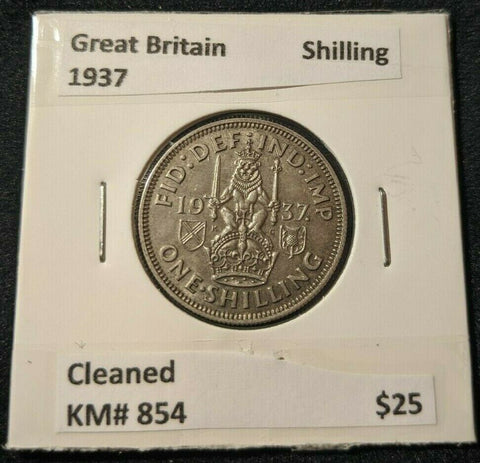 Great Britain Shilling
1937
FID: DEF: IND: IMP
19 37
ONE SHILLING
Cleaned
KM# 854 $25